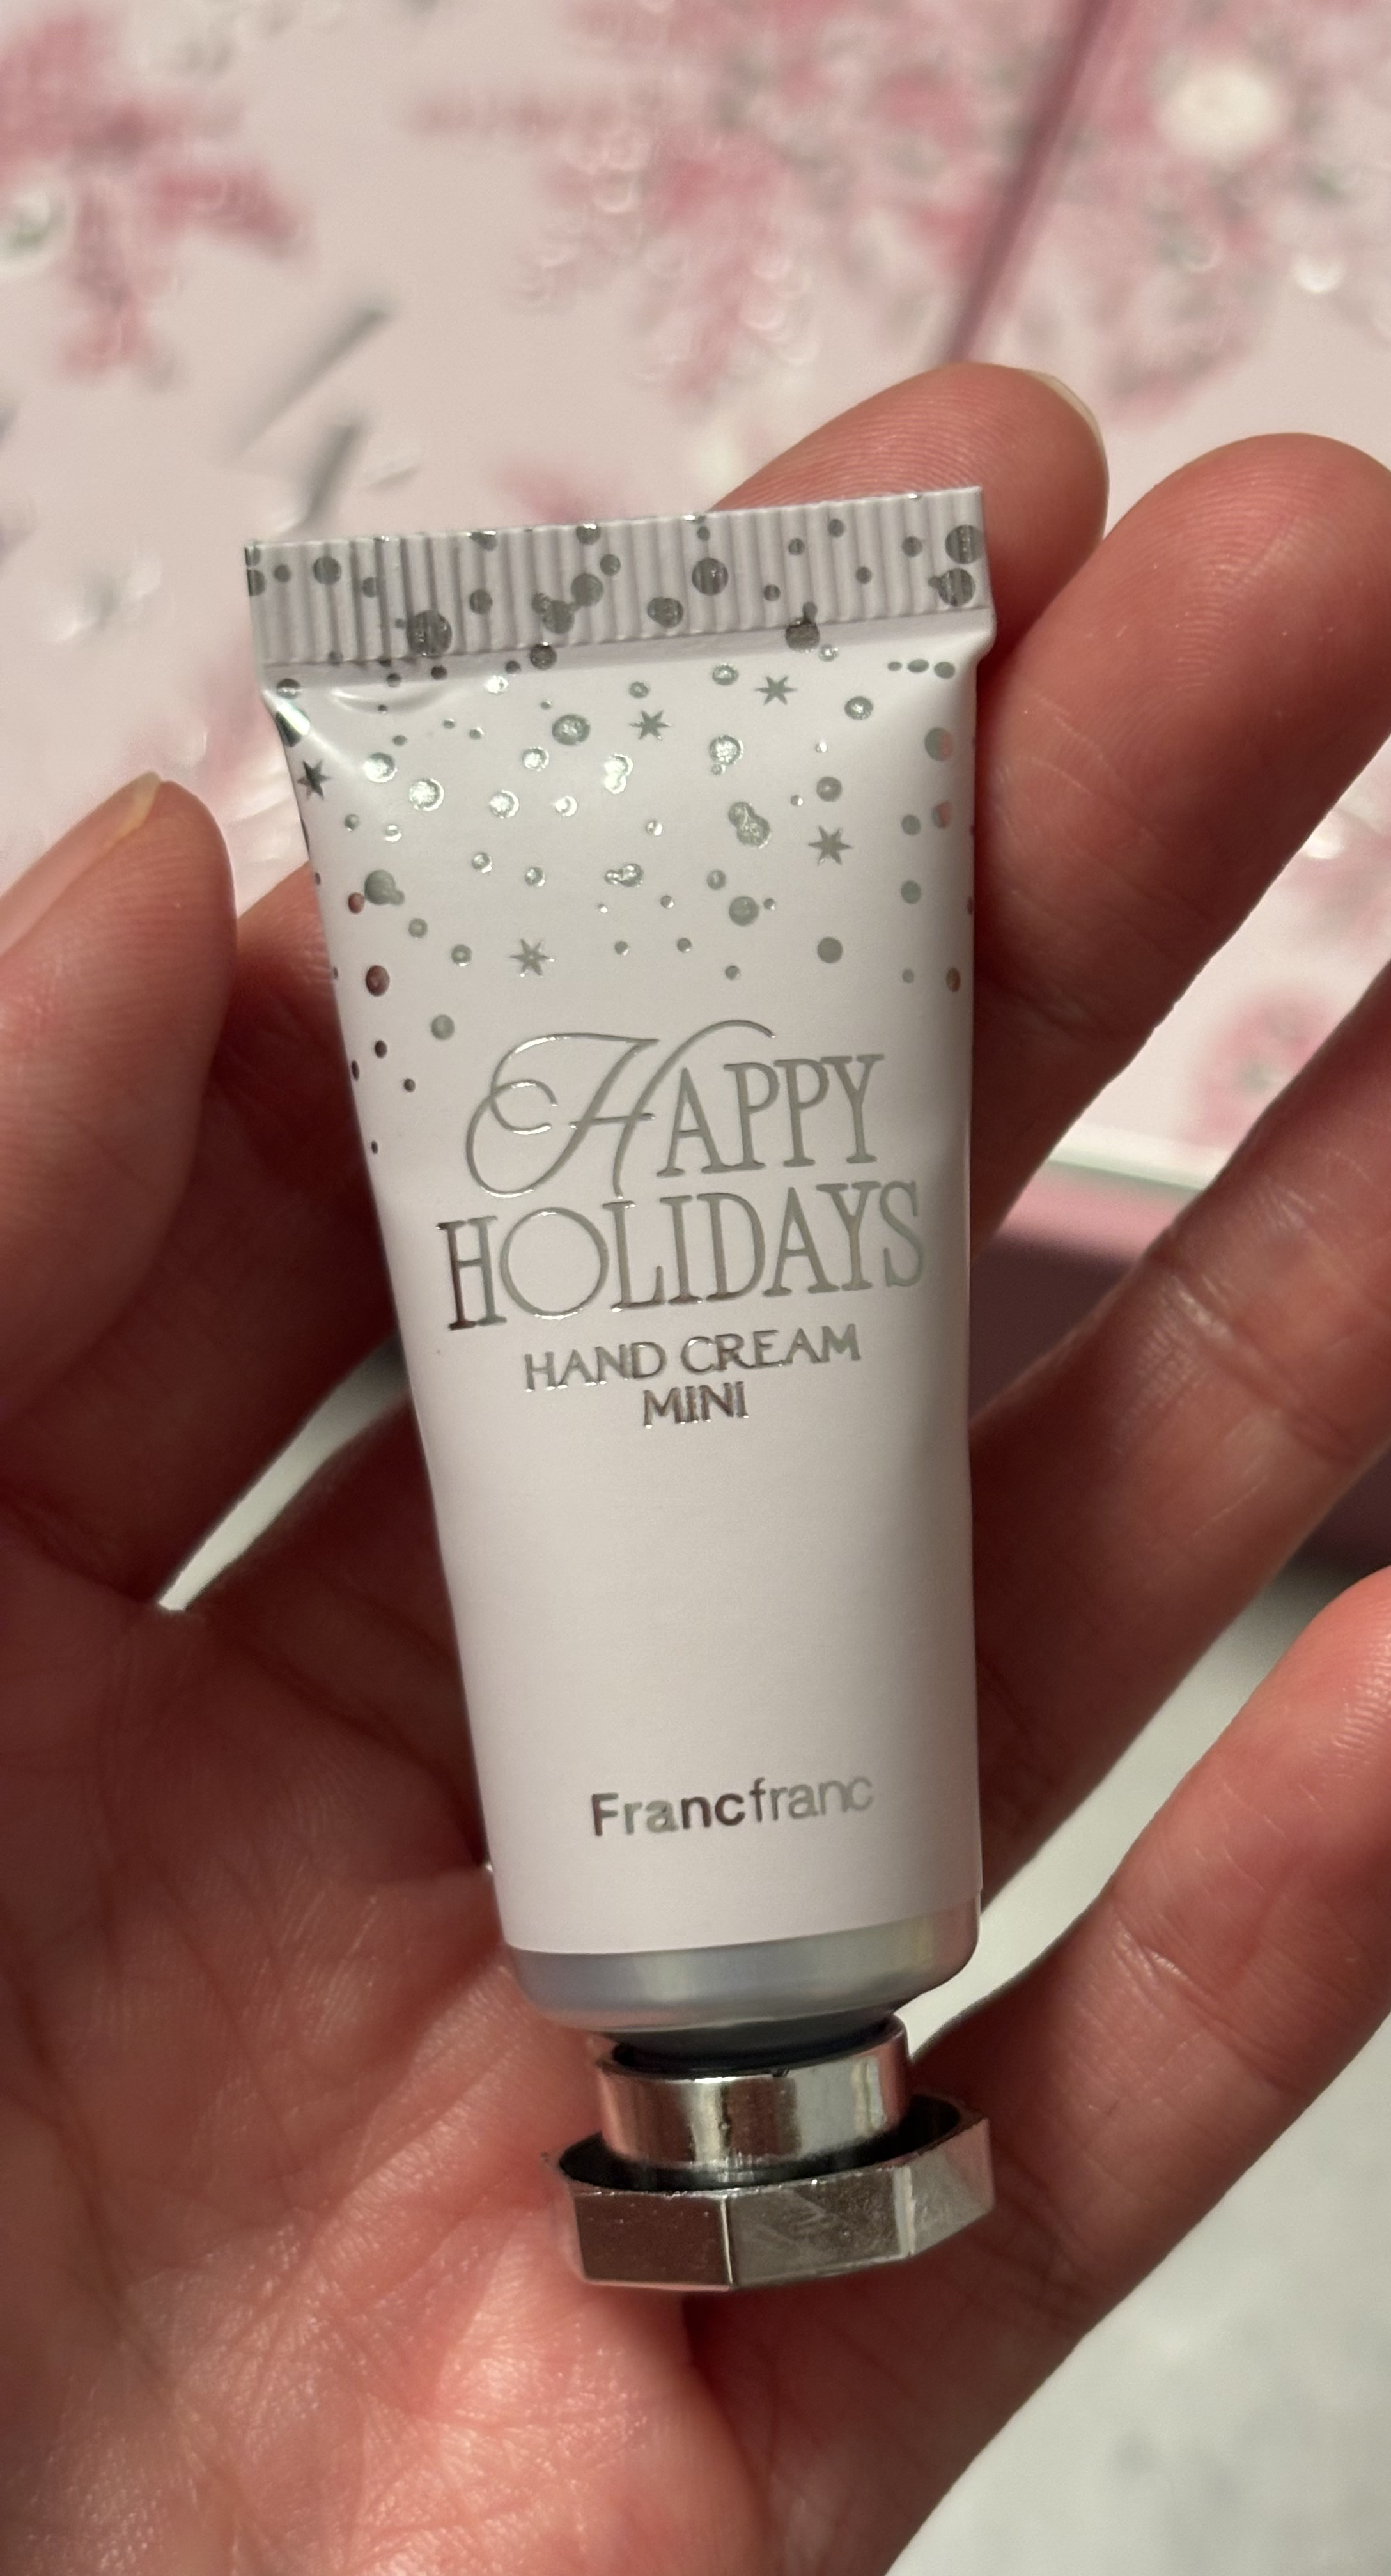 HAPPY
HOLIDAYS
HAND CREAM
MINI
Francfranc